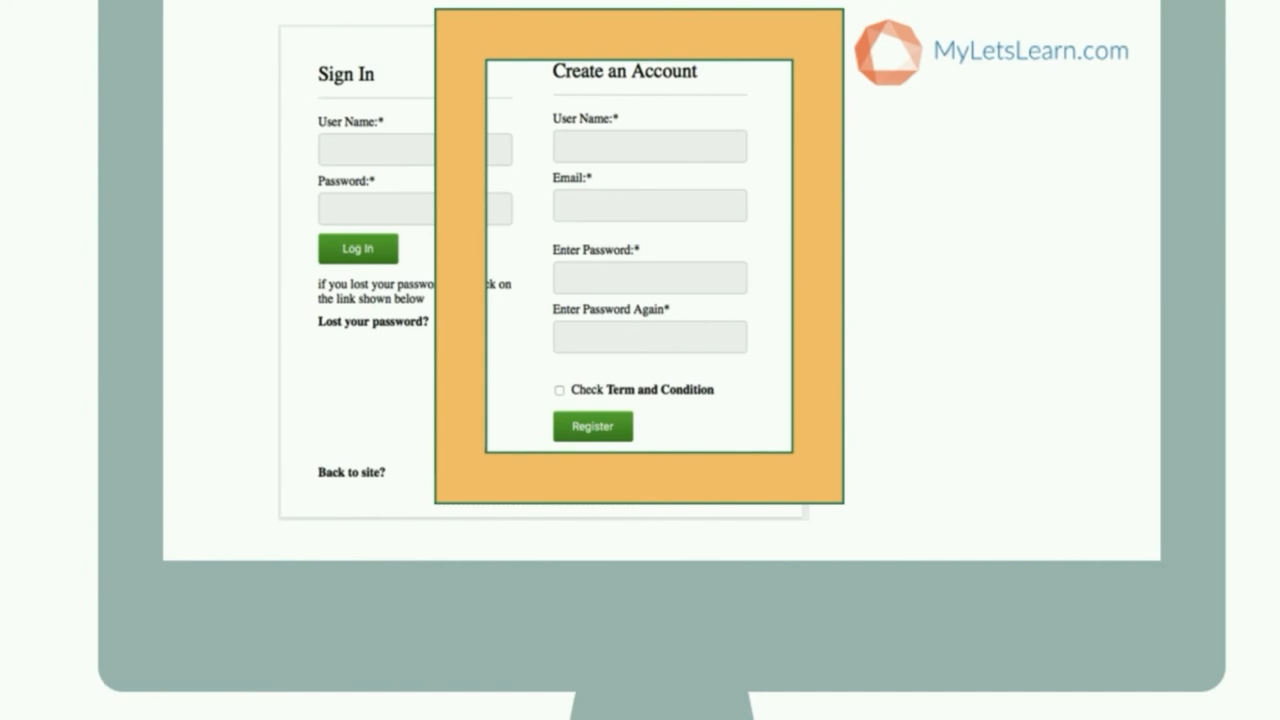 MyLetsLearn.com
Sign In
User Name:*
Password:*
Log In
if you lost your ck on
the link shown below
Lost your password?
Back to site?
Create an Account
User Name:*
Email:*
Enter Password:*
Enter Password Again*
Check Term and Condition
Register